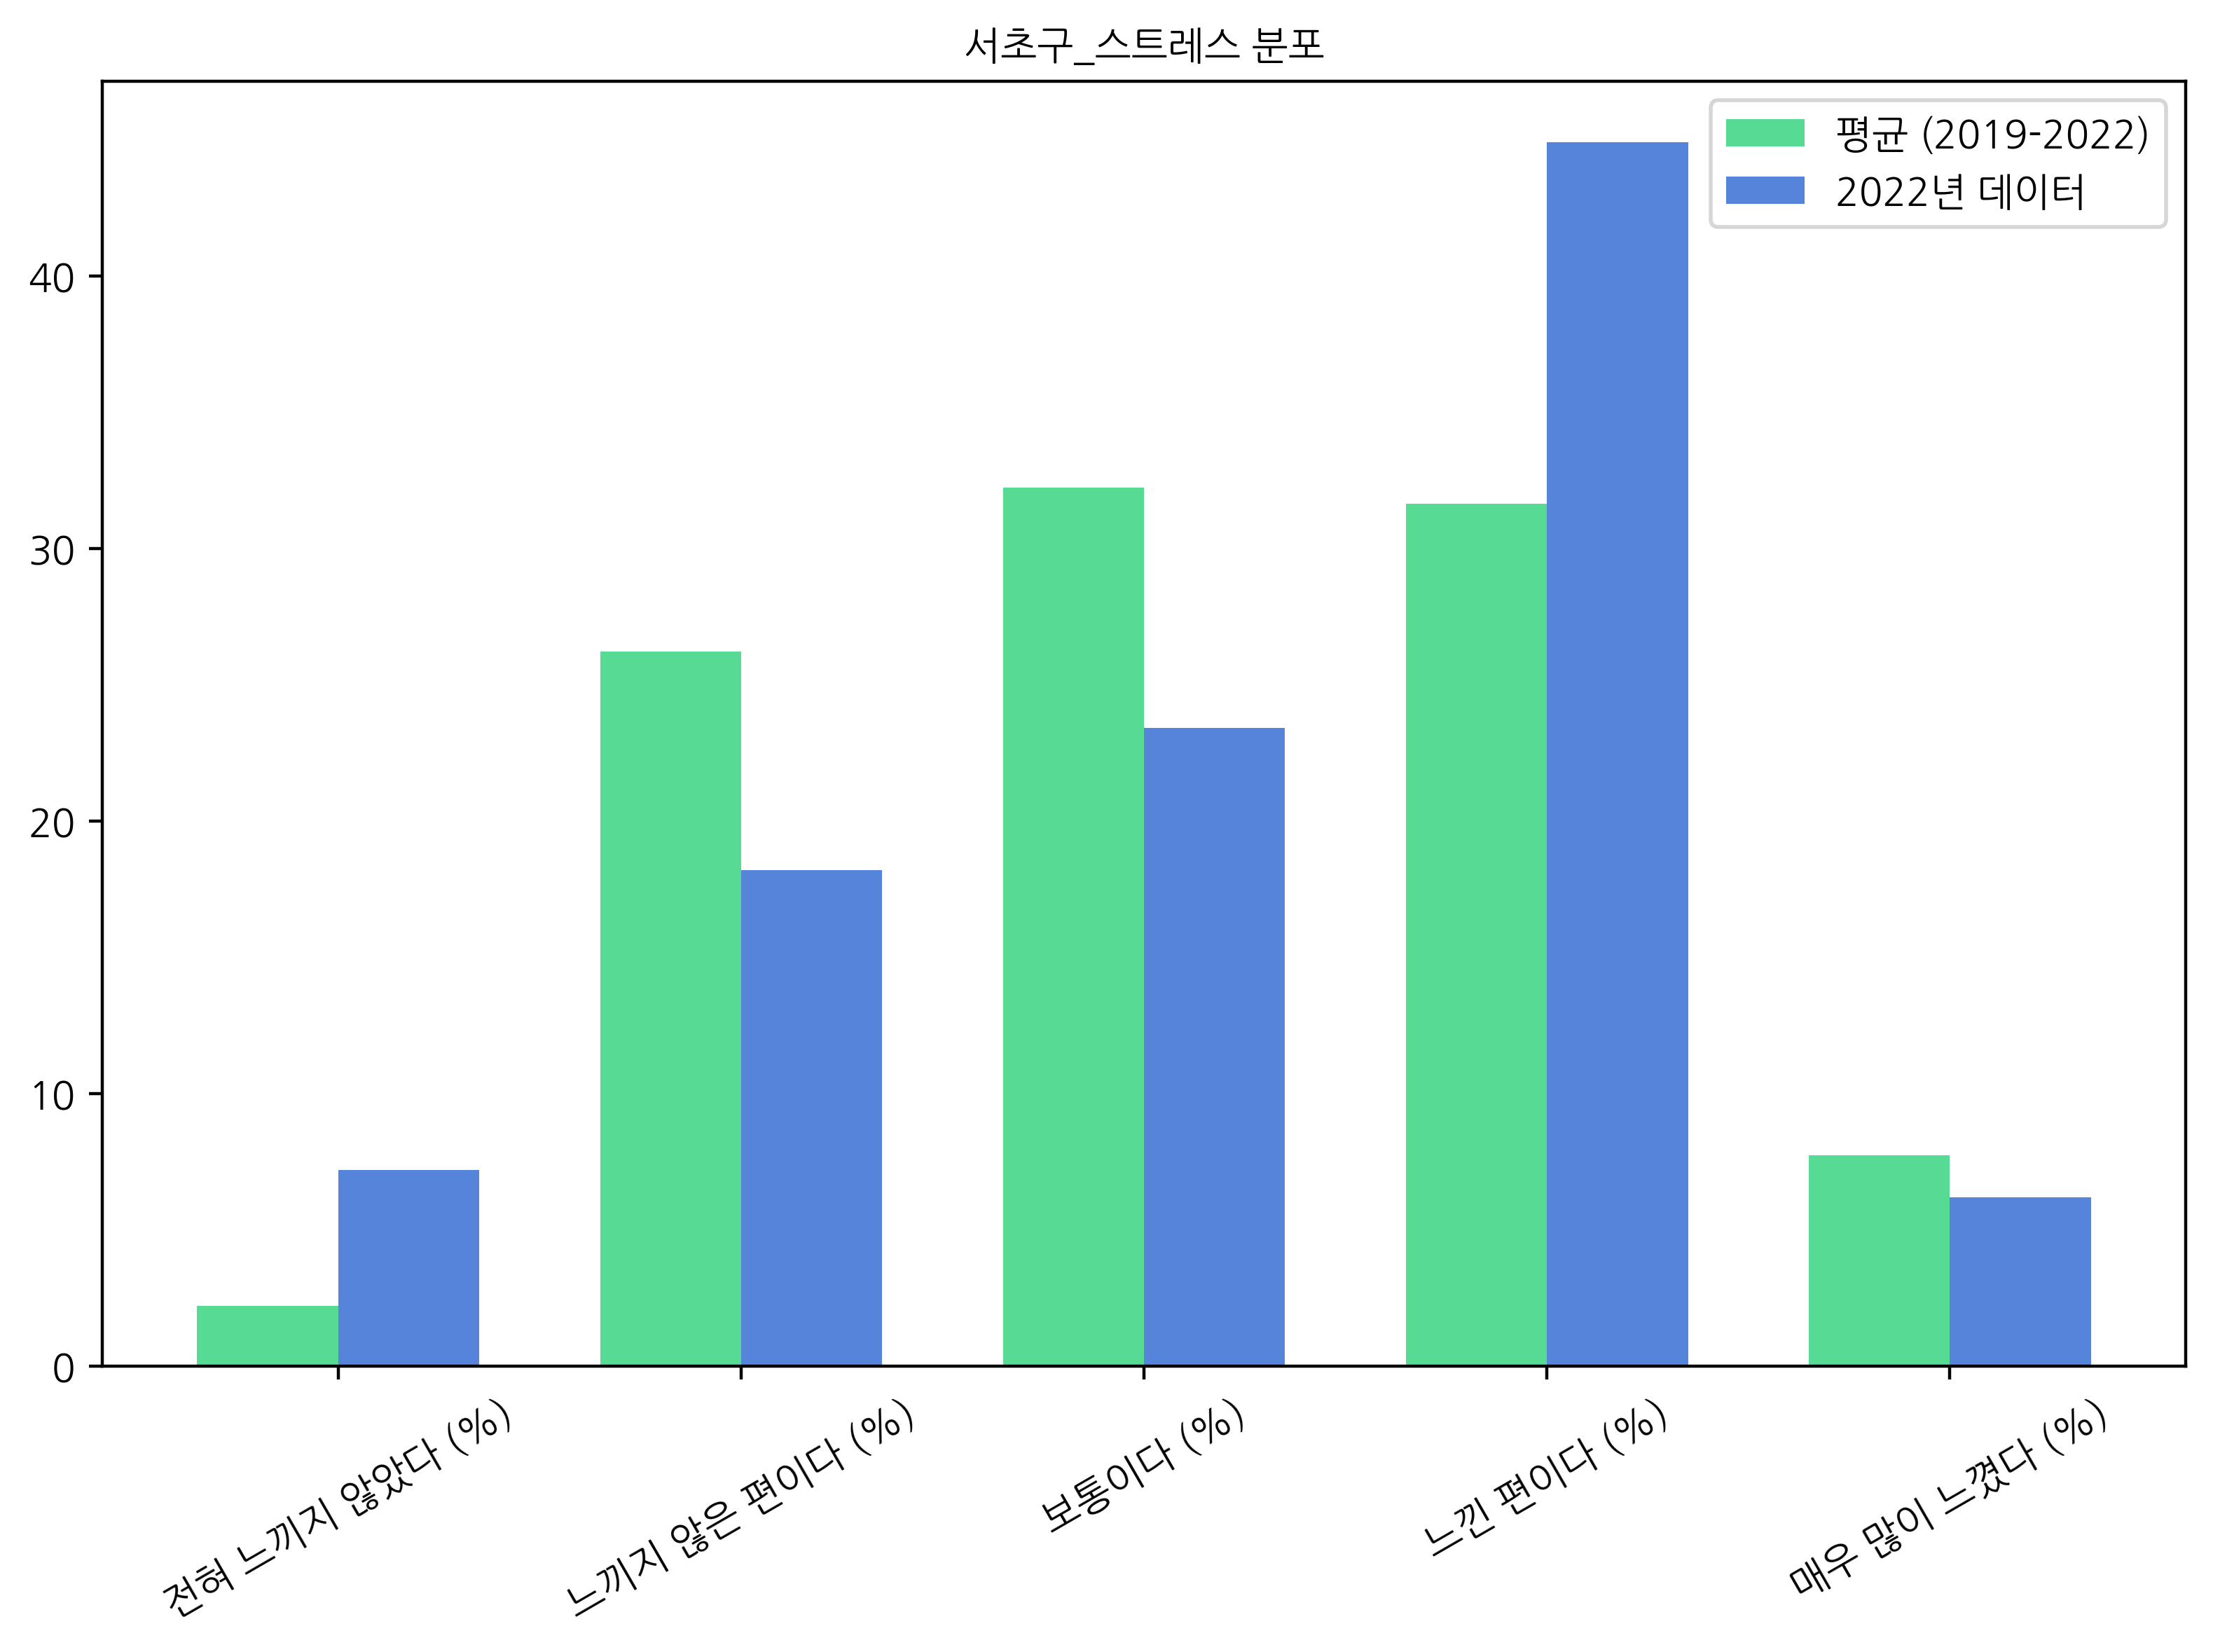 서초구_스트레스 분포
평균 (2019-2022)
2022년 데이터
40
30
20
10
0
전혀 느끼지 않았다 (%)
느끼지 않은 편이다 (%)
보통이다 (%)
느낀 편이다 (%)
매우 많이 느꼈다 (%)